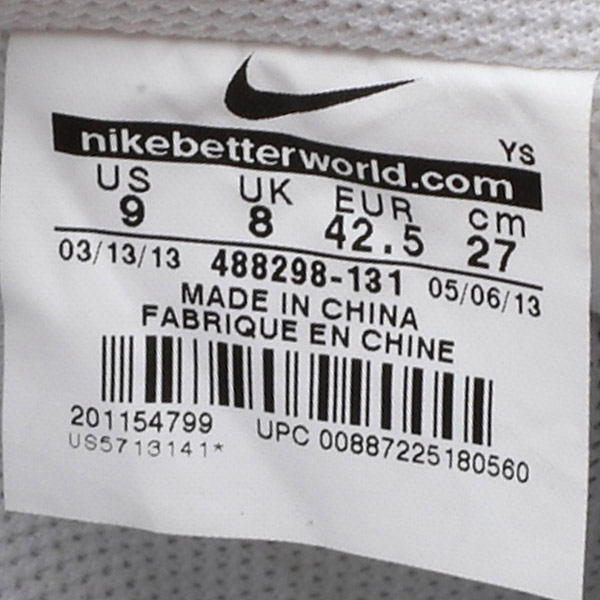 YS
nikebetterworld.com
US UK EUR cm
9 8 42.5 27
03/13/13 488298-131 05/06/13
MADE IN CHINA
FABRIQUE EN CHINE
201154799 UPC 00887225180560
US5713141*